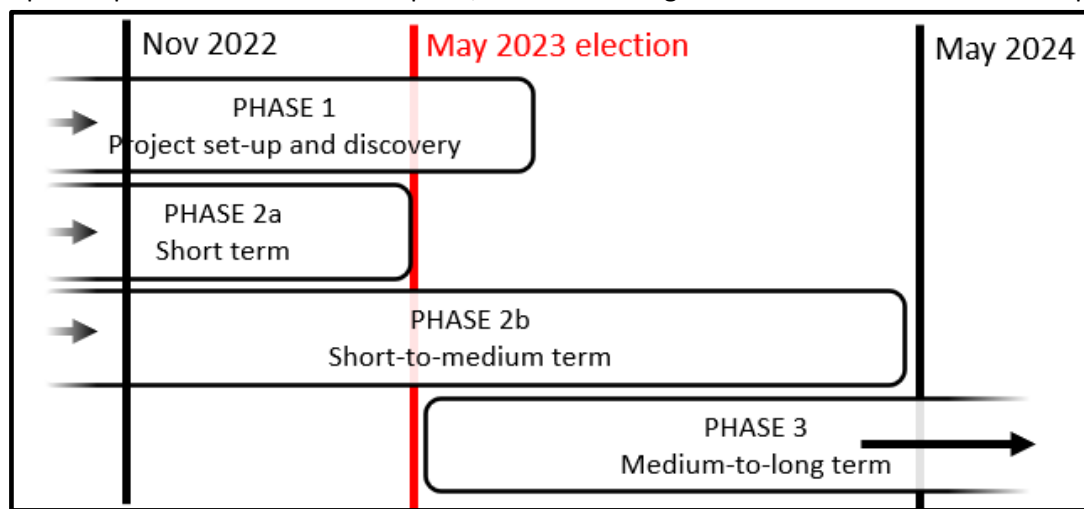 Nov 2022
May 2023 election
May 2024
PHASE 1
Project set-up and discovery
PHASE 2a
Short term
PHASE 2b
Short-to-medium term
PHASE 3
Medium-to-long term